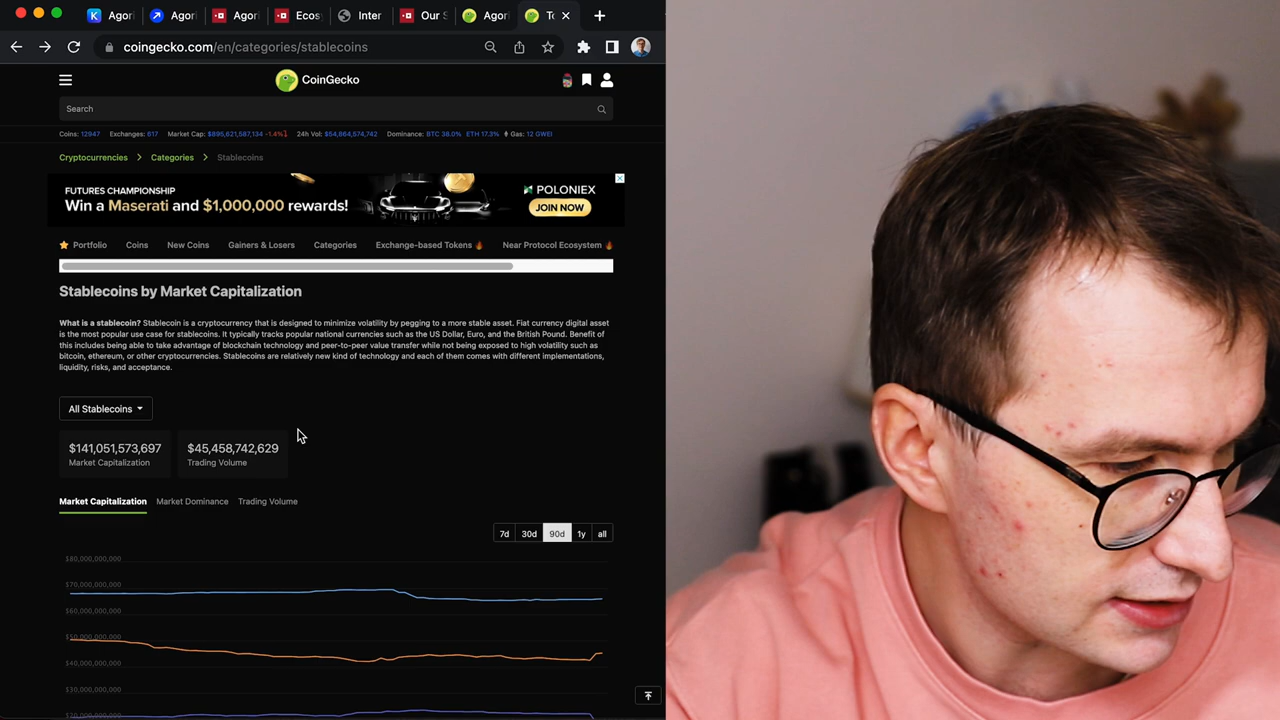 Agori
Agori
Agori
Ecos
Inter
Our S
Agori
To
coingecko.com/en/categories/stablecoins
CoinGecko
Search
Coins: 12947 Exchanges: 617 Market Cap: $895,621,587,134 -1.4% 24h Vol: $54,864,574,742 Dominance: BTC 38.0% ETH 17.3% Gas: 12 GWEI
Cryptocurrencies > Categories > Stablecoins
FUTURES CHAMPIONSHIP
Win a Maserati and $1,000,000 rewards!
POLONIEX
JOIN NOW
Portfolio Coins New Coins Gainers & Losers Categories Exchange-based Tokens Near Protocol Ecosystem
Stablecoins by Market Capitalization
What is a stablecoin? Stablecoin is a cryptocurrency that is designed to minimize volatility by pegging to a more stable asset. Fiat currency digital asset
is the most popular use case for stablecoins. It typically tracks popular national currencies such as the US Dollar, Euro, and the British Pound. Benefit of
this includes being able to take advantage of blockchain technology and peer-to-peer value transfer while not being exposed to high volatility such as
bitcoin, ethereum, or other cryptocurrencies. Stablecoins are relatively new kind of technology and each of them comes with different implementations,
liquidity, risks, and acceptance.
All Stablecoins
$141,051,573,697
Market Capitalization
$45,458,742,629
Trading Volume
Market Capitalization Market Dominance Trading Volume
7d 30d 90d 1y all
$80,000,000,000
$70,000,000,000
$60,000,000,000
$50,000,000,000
$40,000,000,000
$30,000,000,000
$20,000,000,000